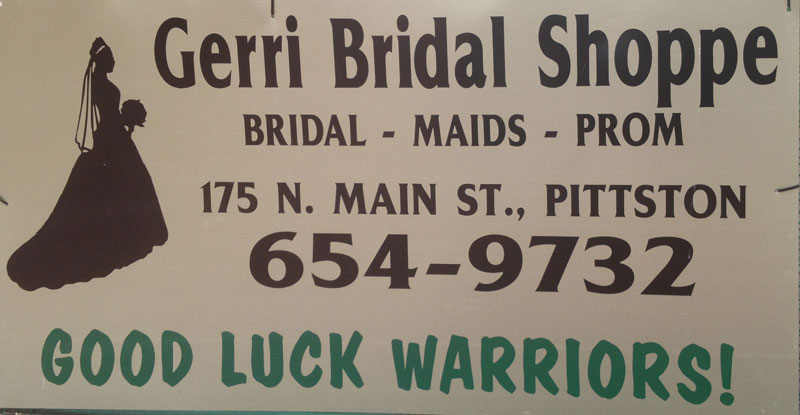 Gerri Bridal Shoppe
BRIDAL - MAIDS - PROM
175 N. MAIN ST., PITTSTON
654-9732
GOOD LUCK WARRIORS!